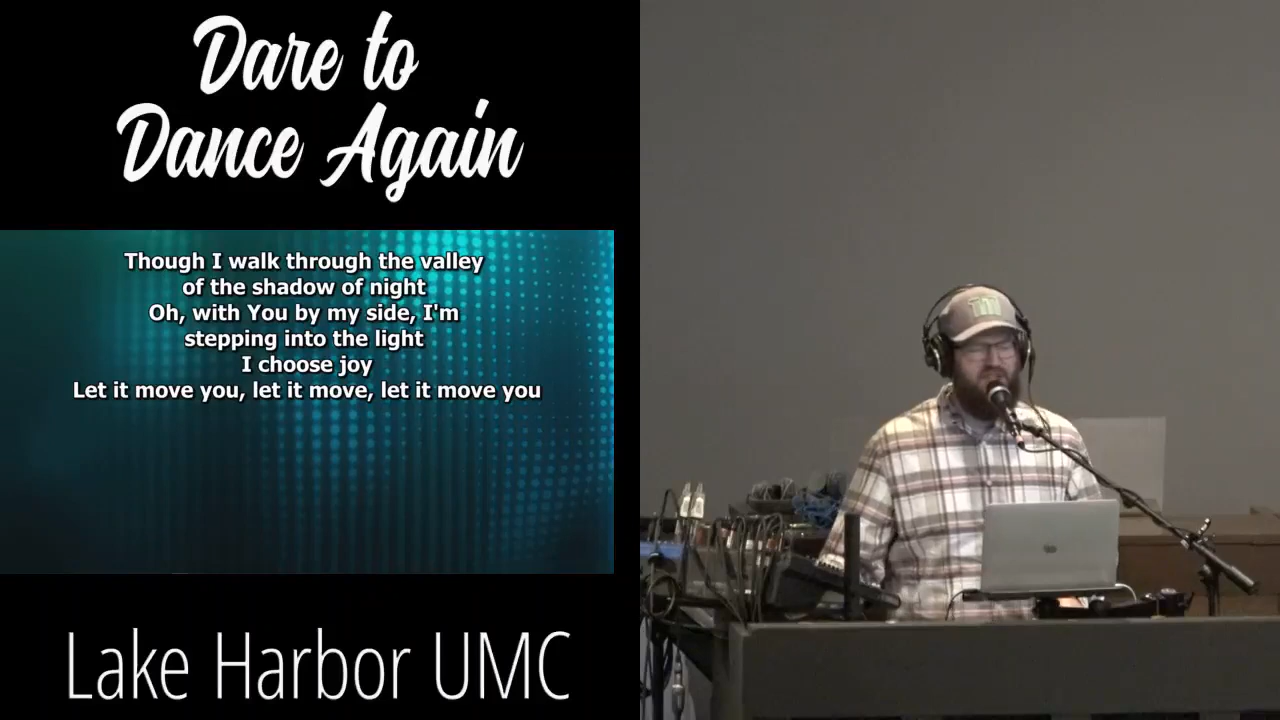 Dare to
Dance Again
Though I walk through the valley
of the shadow of night
Oh, with You by my side, I'm
stepping into the light
I choose joy
Let it move you, let it move, let it move you
Lake Harbor UMC